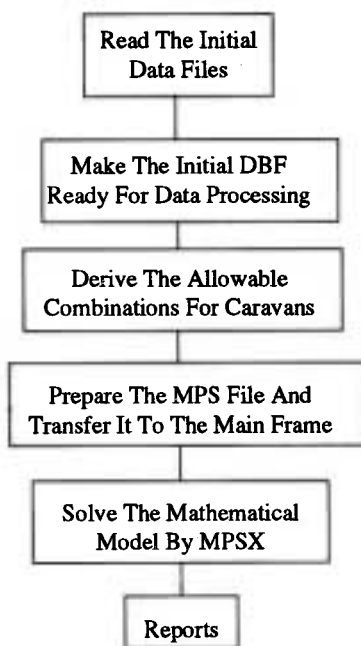 Read The Initial
Data Files
Make The Initial DBF
Ready For Data Processing
Derive The Allowable
Combinations For Caravans
Prepare The MPS File And
Transfer It To The Main Frame
Solve The Mathematical
Model By MPSX
Reports